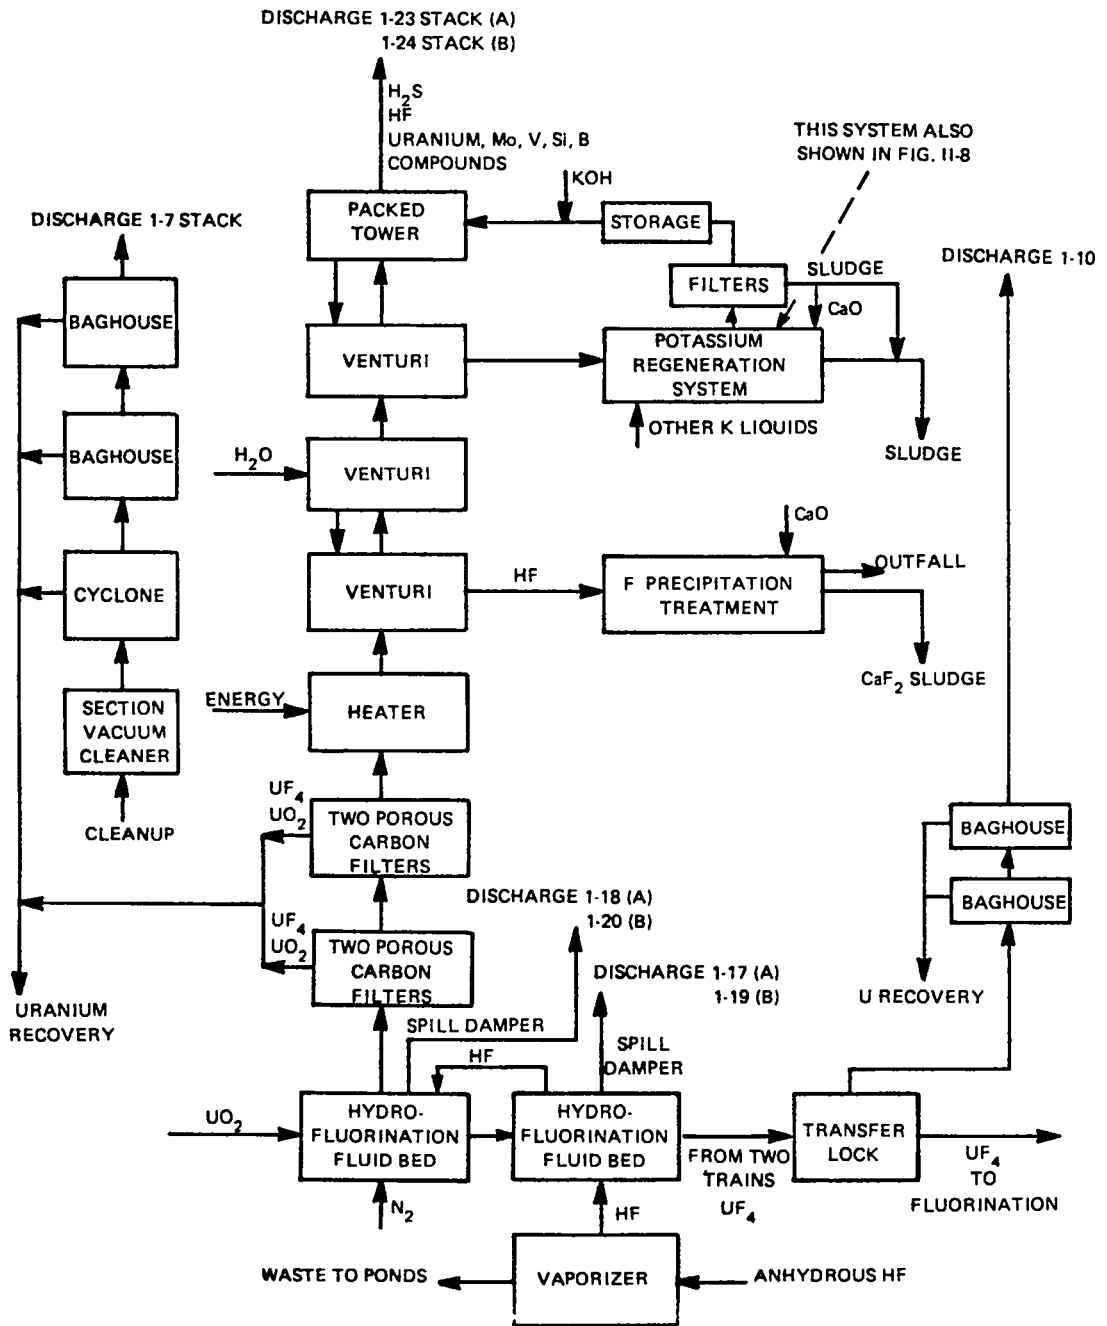 DISCHARGE 1-23 STACK (A)
1-24 STACK (B)
H2S
HF
URANIUM, Mo, V, Si, B
COMPOUNDS
THIS SYSTEM ALSO
SHOWN IN FIG. II-8
KOH
DISCHARGE 1-7 STACK
PACKED
TOWER
STORAGE
DISCHARGE 1-10
FILTERS
SLUDGE
CaO
BAGHOUSE
VENTURI
POTASSIUM
REGENERATION
SYSTEM
OTHER K LIQUIDS
SLUDGE
BAGHOUSE
H2O
VENTURI
CaO
CYCLONE
VENTURI
HF
F PRECIPITATION
TREATMENT
OUTFALL
CaF2 SLUDGE
SECTION
VACUUM
CLEANER
ENERGY
HEATER
CLEANUP
UF4
UO2
TWO POROUS
CARBON
FILTERS
BAGHOUSE
BAGHOUSE
UF4
UO2
TWO POROUS
CARBON
FILTERS
DISCHARGE 1-18 (A)
1-20 (B)
DISCHARGE 1-17 (A)
1-19 (B)
U RECOVERY
URANIUM
RECOVERY
SPILL DAMPER
HF
SPILL
DAMPER
UO2
HYDRO-
FLUORINATION
FLUID BED
HYDRO-
FLUORINATION
FLUID BED
FROM TWO
TRAINS
UF4
TRANSFER
LOCK
UF4
TO
FLUORINATION
N2
HF
WASTE TO PONDS
VAPORIZER
ANHYDROUS HF